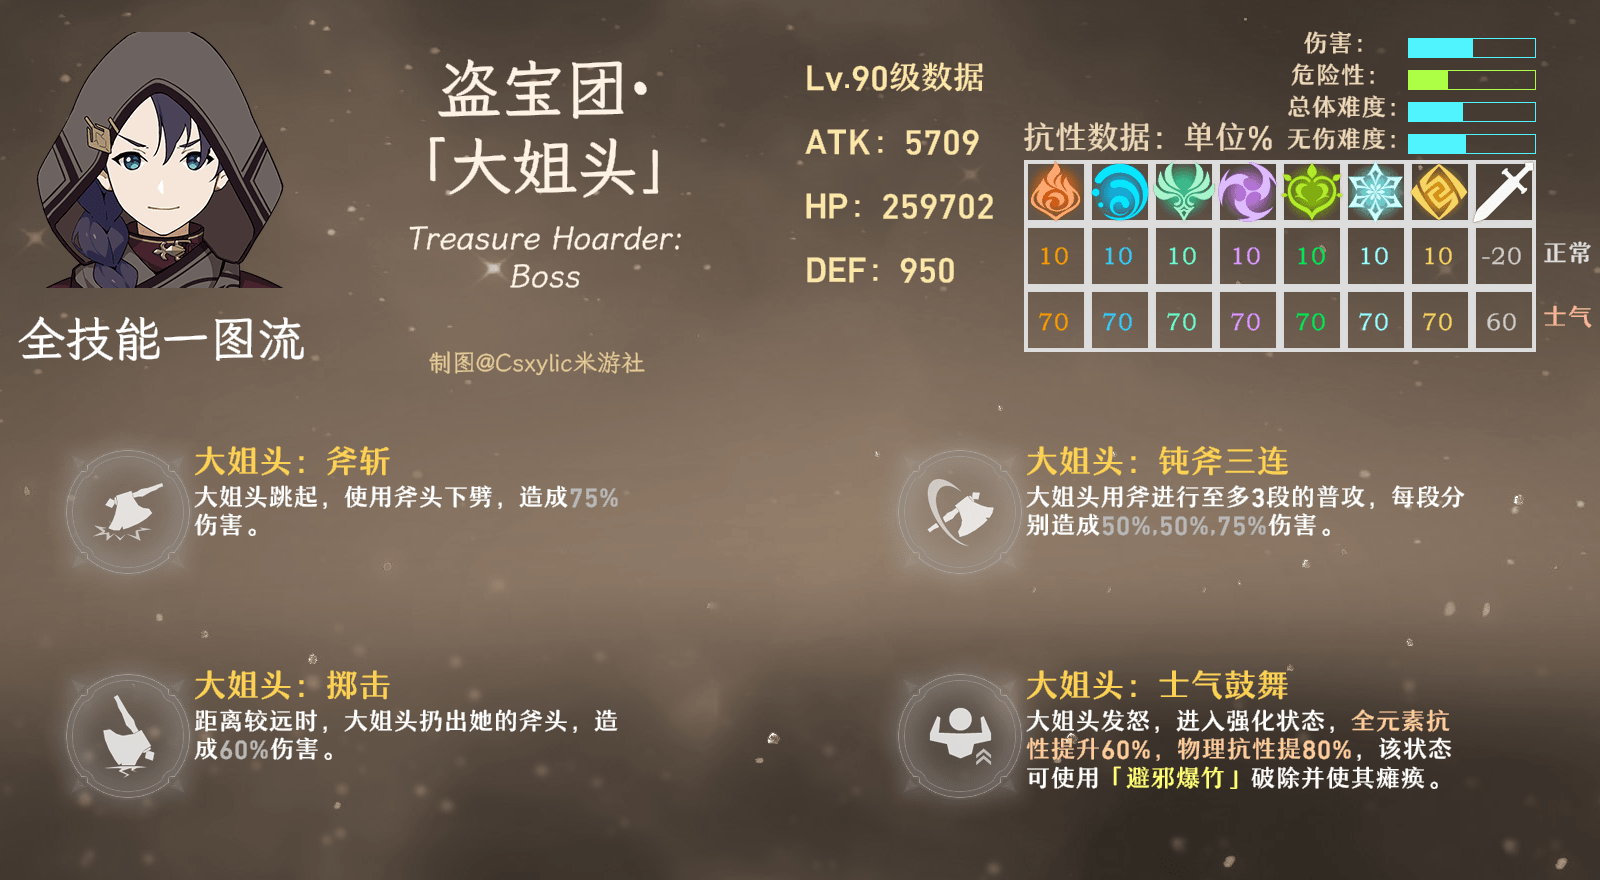 盗宝团·
「大姐头」
Treasure Hoarder:
Boss
全技能一图流
制图@Csxylic米游社
Lv.90级数据
ATK：5709
HP：259702
DEF：950
伤害：
危险性：
总体难度：
无伤难度：
抗性数据：单位%
10 10 10 10 10 10 10 -20 正常
70 70 70 70 70 70 70 60 士气
大姐头：斧斩
大姐头跳起，使用斧头下劈，造成75%
伤害。
大姐头：钝斧三连
大姐头用斧进行至多3段的普攻，每段分
别造成50%,50%,75%伤害。
大姐头：掷击
距离较远时，大姐头扔出她的斧头，造
成60%伤害。
大姐头：士气鼓舞
大姐头发怒，进入强化状态，全元素抗
性提升60%，物理抗性提80%，该状态
可使用「避邪爆竹」破除并使其瘫痪。